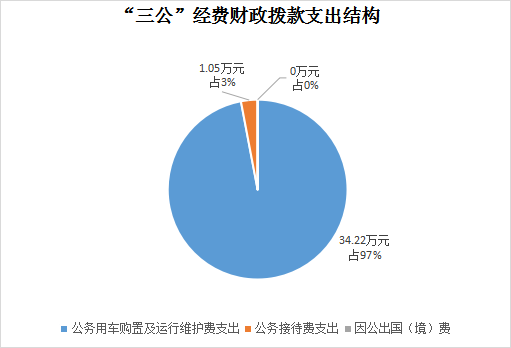 “三公”经费财政拨款支出结构
1.05万元
占3%
0万元
占0%
34.22万元
占97%
公务用车购置及运行维护费支出 公务接待费支出 因公出国（境）费